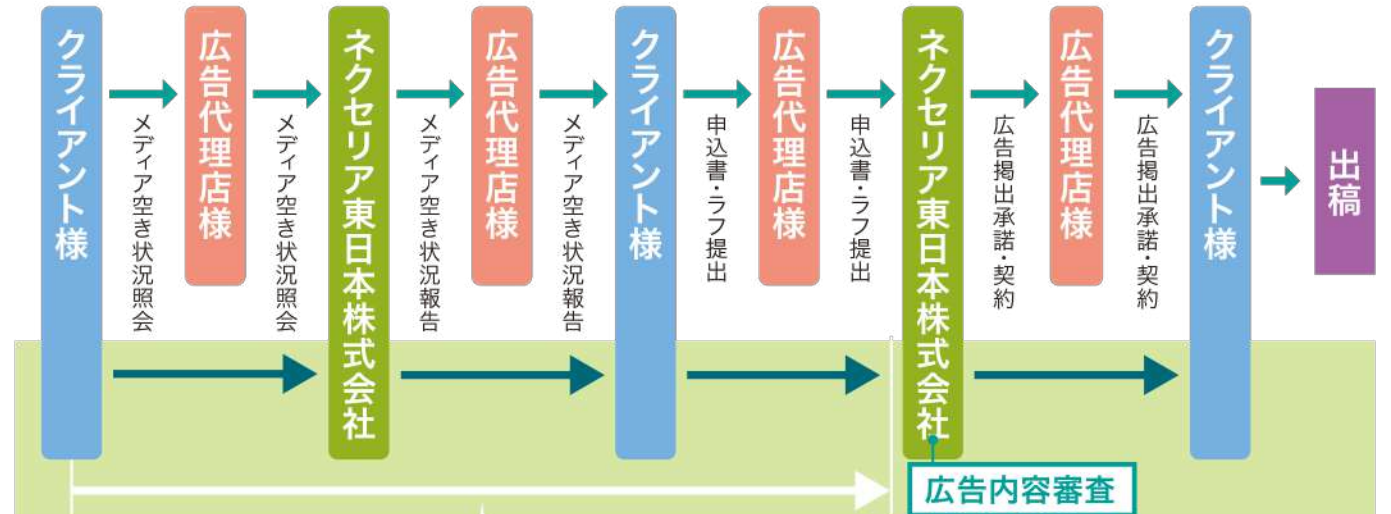 クライアント様
メディア空き状況照会
広告代理店様
メディア空き状況照会
ネクセリア東日本株式会社
メディア空き状況報告
広告代理店様
メディア空き状況報告
クライアント様
申込書・ラフ提出
広告代理店様
申込書・ラフ提出
ネクセリア東日本株式会社
広告掲出承諾・契約
広告代理店様
広告掲出承諾・契約
クライアント様
出稿
広告内容審査